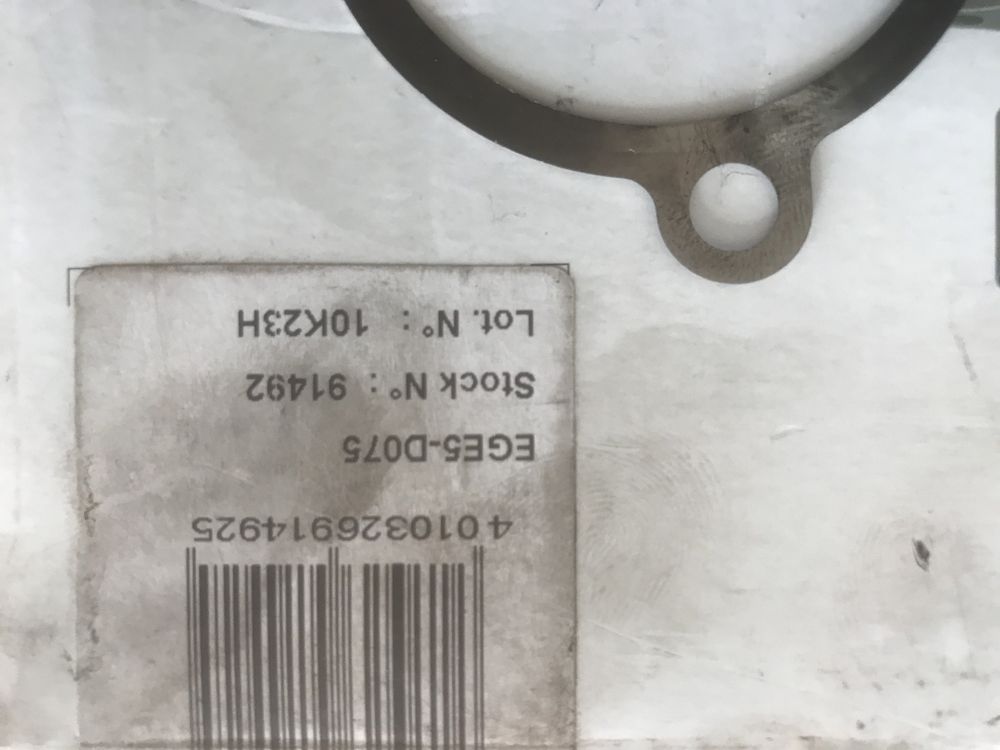 4 010326 914925
EGE5-D075
Stock N° : 91492
Lot. N° : 10K23H